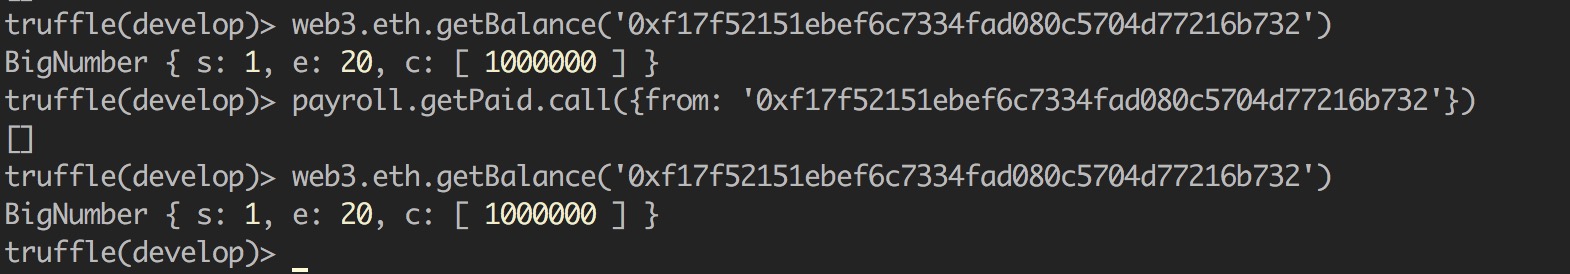 truffle(develop)> web3.eth.getBalance('0xf17f52151ebef6c7334fad080c5704d77216b732')
BigNumber { s: 1, e: 20, c: [ 1000000 ] }
truffle(develop)> payroll.getPaid.call({from: '0xf17f52151ebef6c7334fad080c5704d77216b732'})
[]
truffle(develop)> web3.eth.getBalance('0xf17f52151ebef6c7334fad080c5704d77216b732')
BigNumber { s: 1, e: 20, c: [ 1000000 ] }
truffle(develop)>